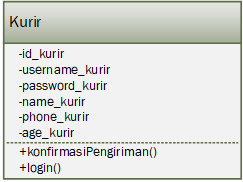 Kurir
-id_kurir
-username_kurir
-password_kurir
-name_kurir
-phone_kurir
-age_kurir
+konfirmasiPengiriman()
+login()